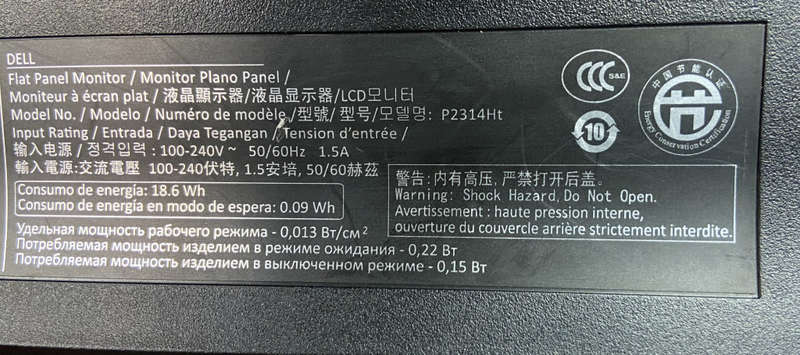 DELL
Flat Panel Monitor / Monitor Plano Panel /
Moniteur à écran plat / 液晶顯示器/液晶显示器/LCD모니터
Model No. / Modelo / Numéro de modèle /型號/ 型号/모델명: P2314Ht
Input Rating / Entrada / Daya Tegangan / Tension d'entrée /
输入电源 / 정격입력 : 100-240V ~ 50/60Hz 1.5A
輸入電源:交流電壓 100-240伏特, 1.5安培, 50/60赫茲
Consumo de energía: 18.6 Wh
Consumo de energía en modo de espera: 0.09 Wh
Удельная мощность рабочего режима - 0,013 Вт/см²
Потребляемая мощность изделием в режиме ожидания - 0,22 Вт
Потребляемая мощность изделием в выключенном режиме - 0,15 Вт
CCC S&E
中国节能认证
Energy Conservation Certification
10
警告: 内有高压, 严禁打开后盖。
Warning: Shock Hazard, Do Not Open.
Avertissement : haute pression interne,
ouverture du couvercle arrière strictement interdite.